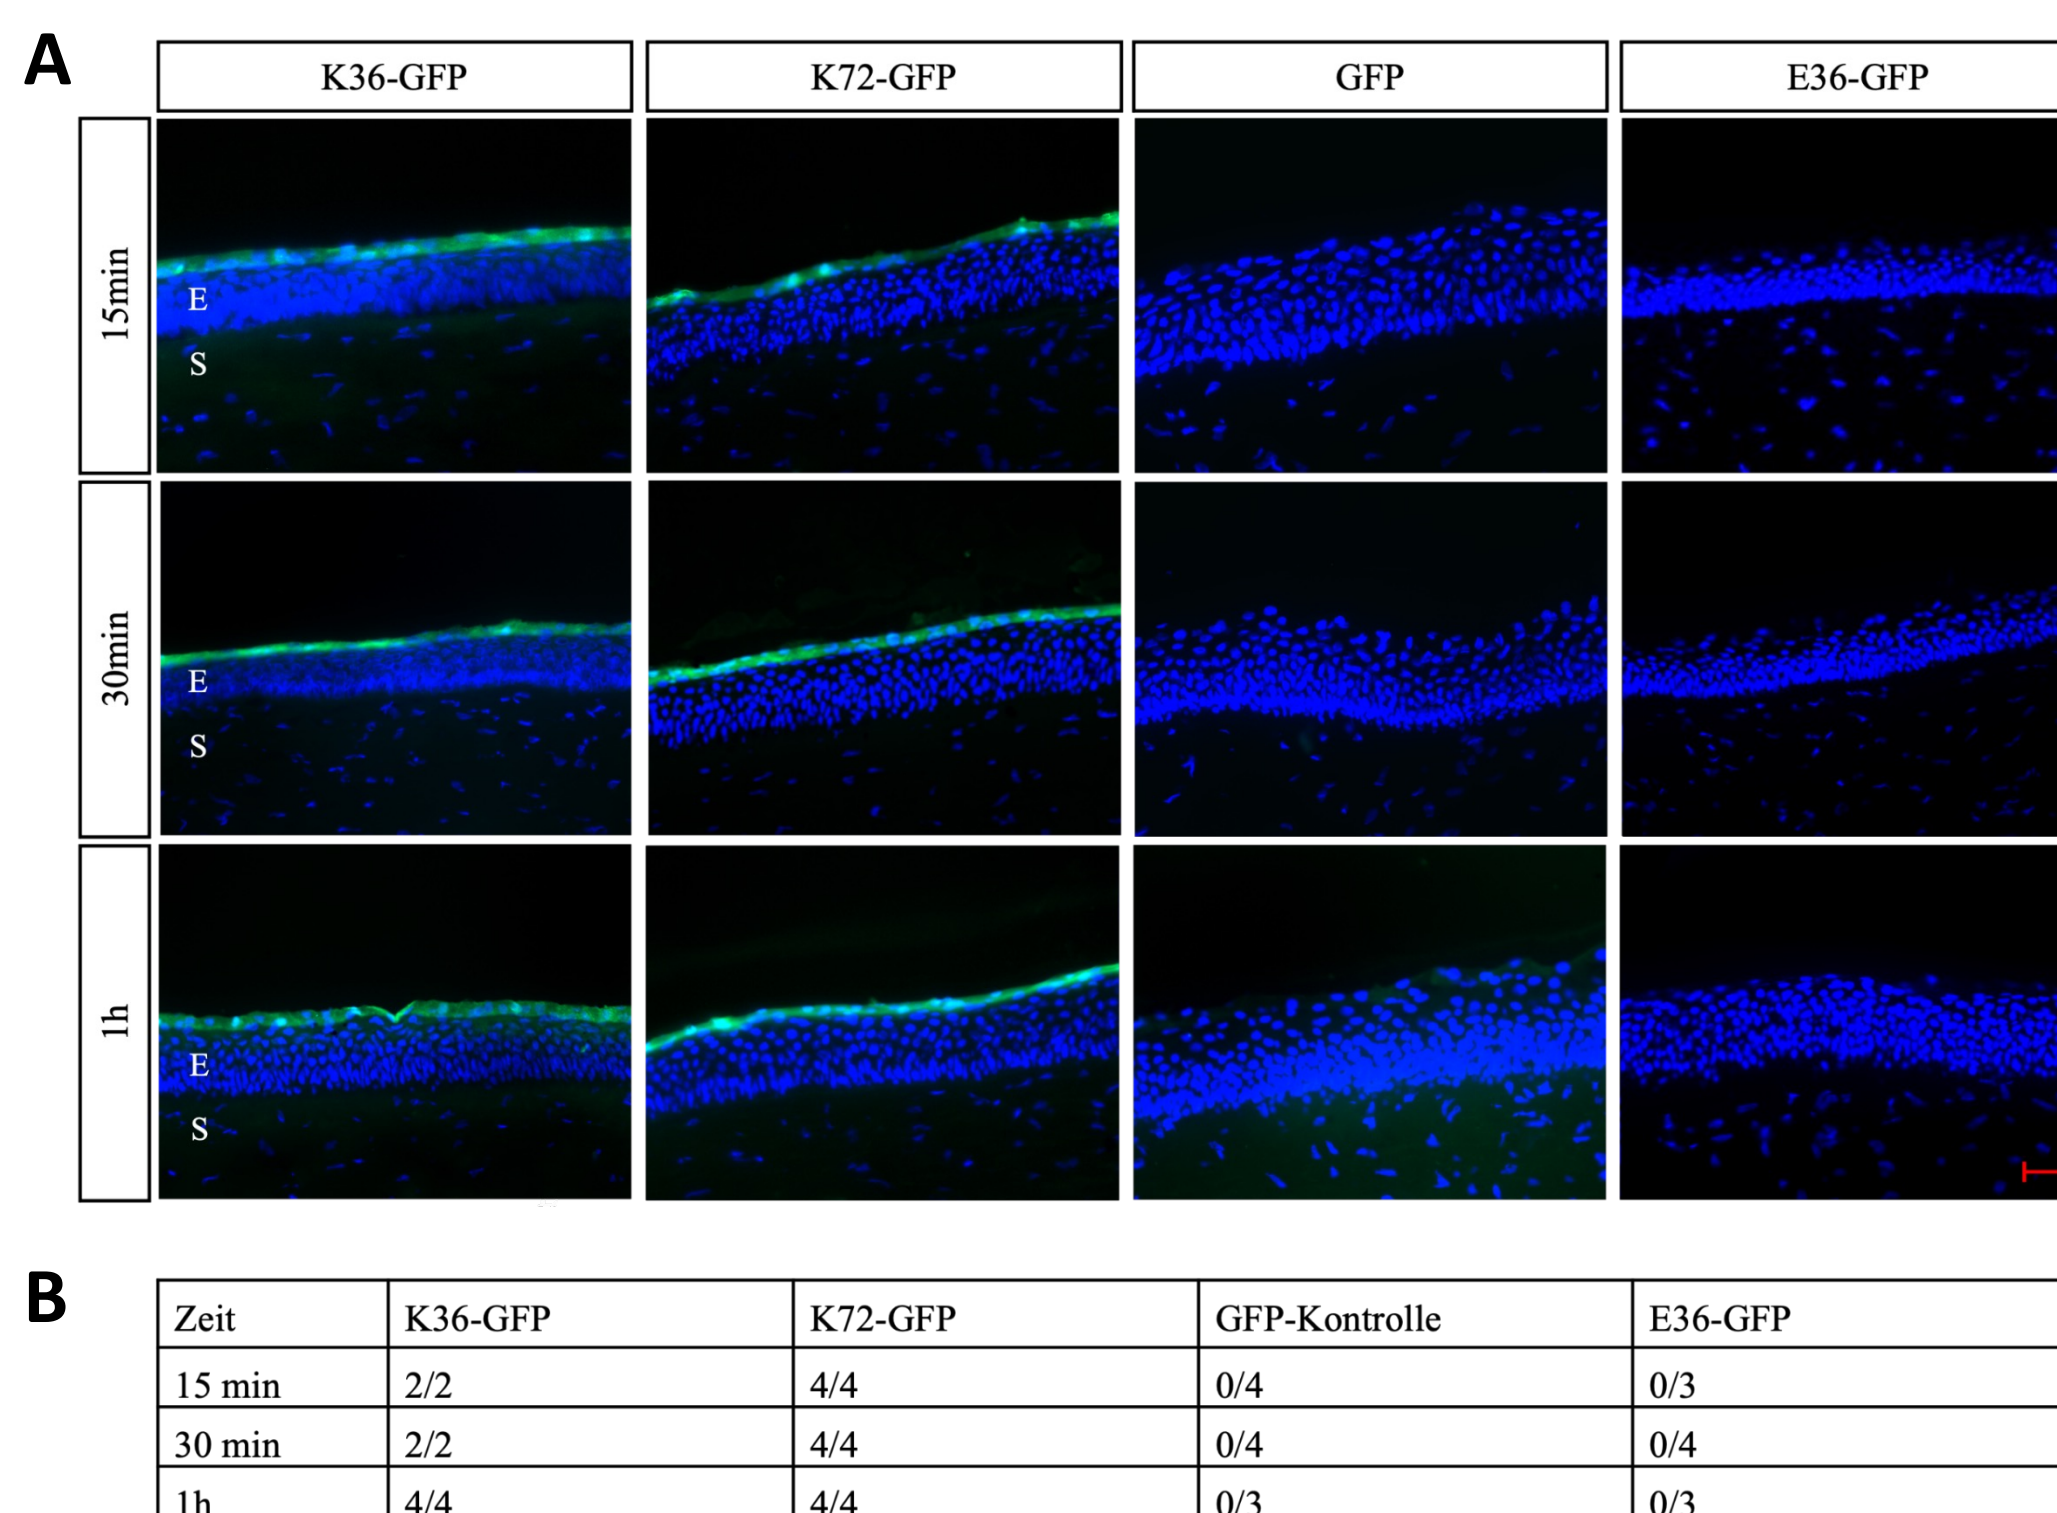 A
K36-GFP K72-GFP GFP E36-GFP
15min
E
S
30min
E
S
1h
E
S
B
Zeit K36-GFP K72-GFP GFP-Kontrolle E36-GFP
15 min 2/2 4/4 0/4 0/3
30 min 2/2 4/4 0/4 0/4
1h 4/4 4/4 0/3 0/3